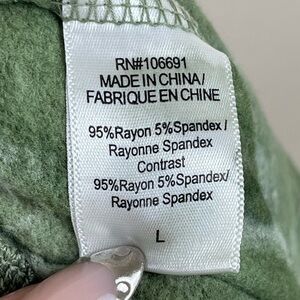 RN#106691
MADE IN CHINA/
FABRIQUE EN CHINE
95%Rayon 5%Spandex /
Rayonne Spandex
Contrast
95%Rayon 5%Spandex/
Rayonne Spandex
L